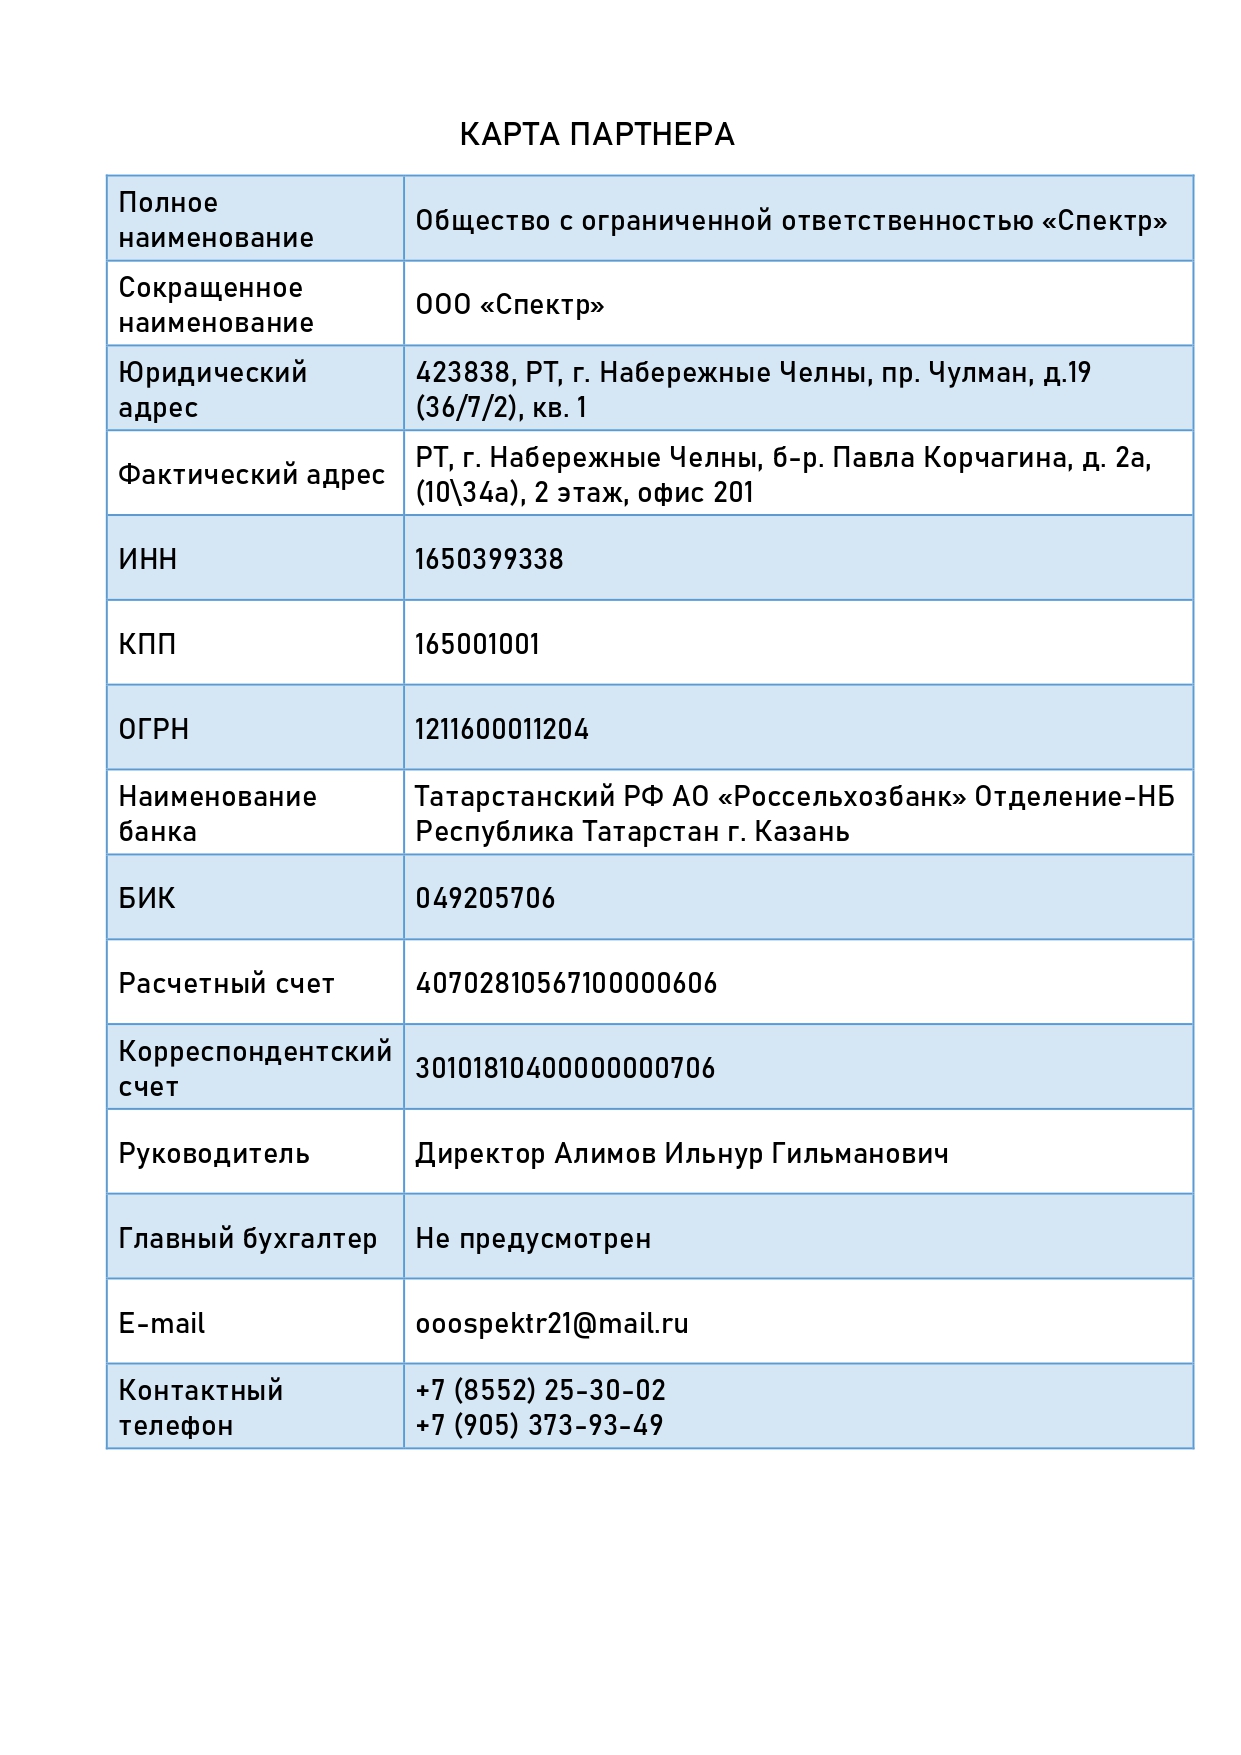 КАРТА ПАРТНЕРА
Полное
наименование
Общество с ограниченной ответственностью «Спектр»
Сокращенное
наименование
ООО «Спектр»
Юридический
адрес
423838, РТ, г. Набережные Челны, пр. Чулман, д.19
(36/7/2), кв. 1
Фактический адрес
РТ, г. Набережные Челны, б-р. Павла Корчагина, д. 2а,
(10\34а), 2 этаж, офис 201
ИНН
1650399338
КПП
165001001
ОГРН
1211600011204
Наименование
банка
Татарстанский РФ АО «Россельхозбанк» Отделение-НБ
Республика Татарстан г. Казань
БИК
049205706
Расчетный счет
40702810567100000606
Корреспондентский
счет
30101810400000000706
Руководитель
Директор Алимов Ильнур Гильманович
Главный бухгалтер
Не предусмотрен
E-mail
ooospektr21@mail.ru
Контактный
телефон
+7 (8552) 25-30-02
+7 (905) 373-93-49